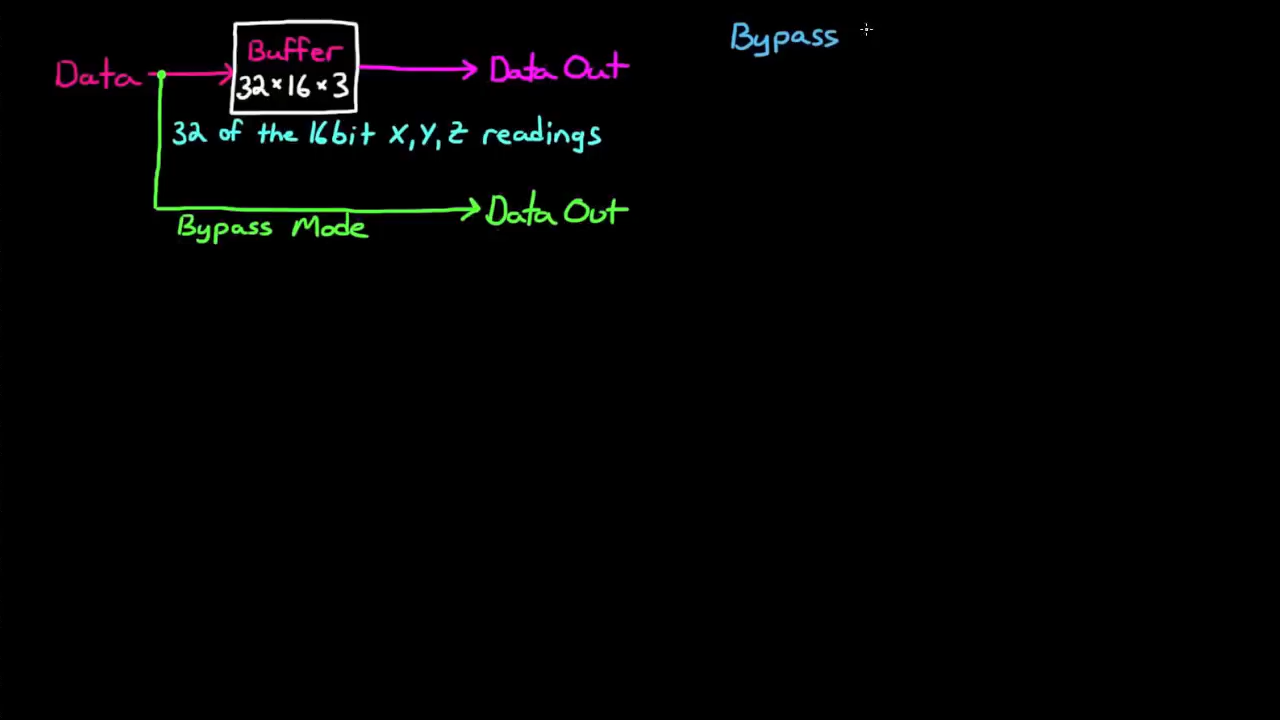 Data
Buffer
32×16×3
Data Out
32 of the 16bit X,Y,Z readings
Bypass Mode
Data Out
Bypass